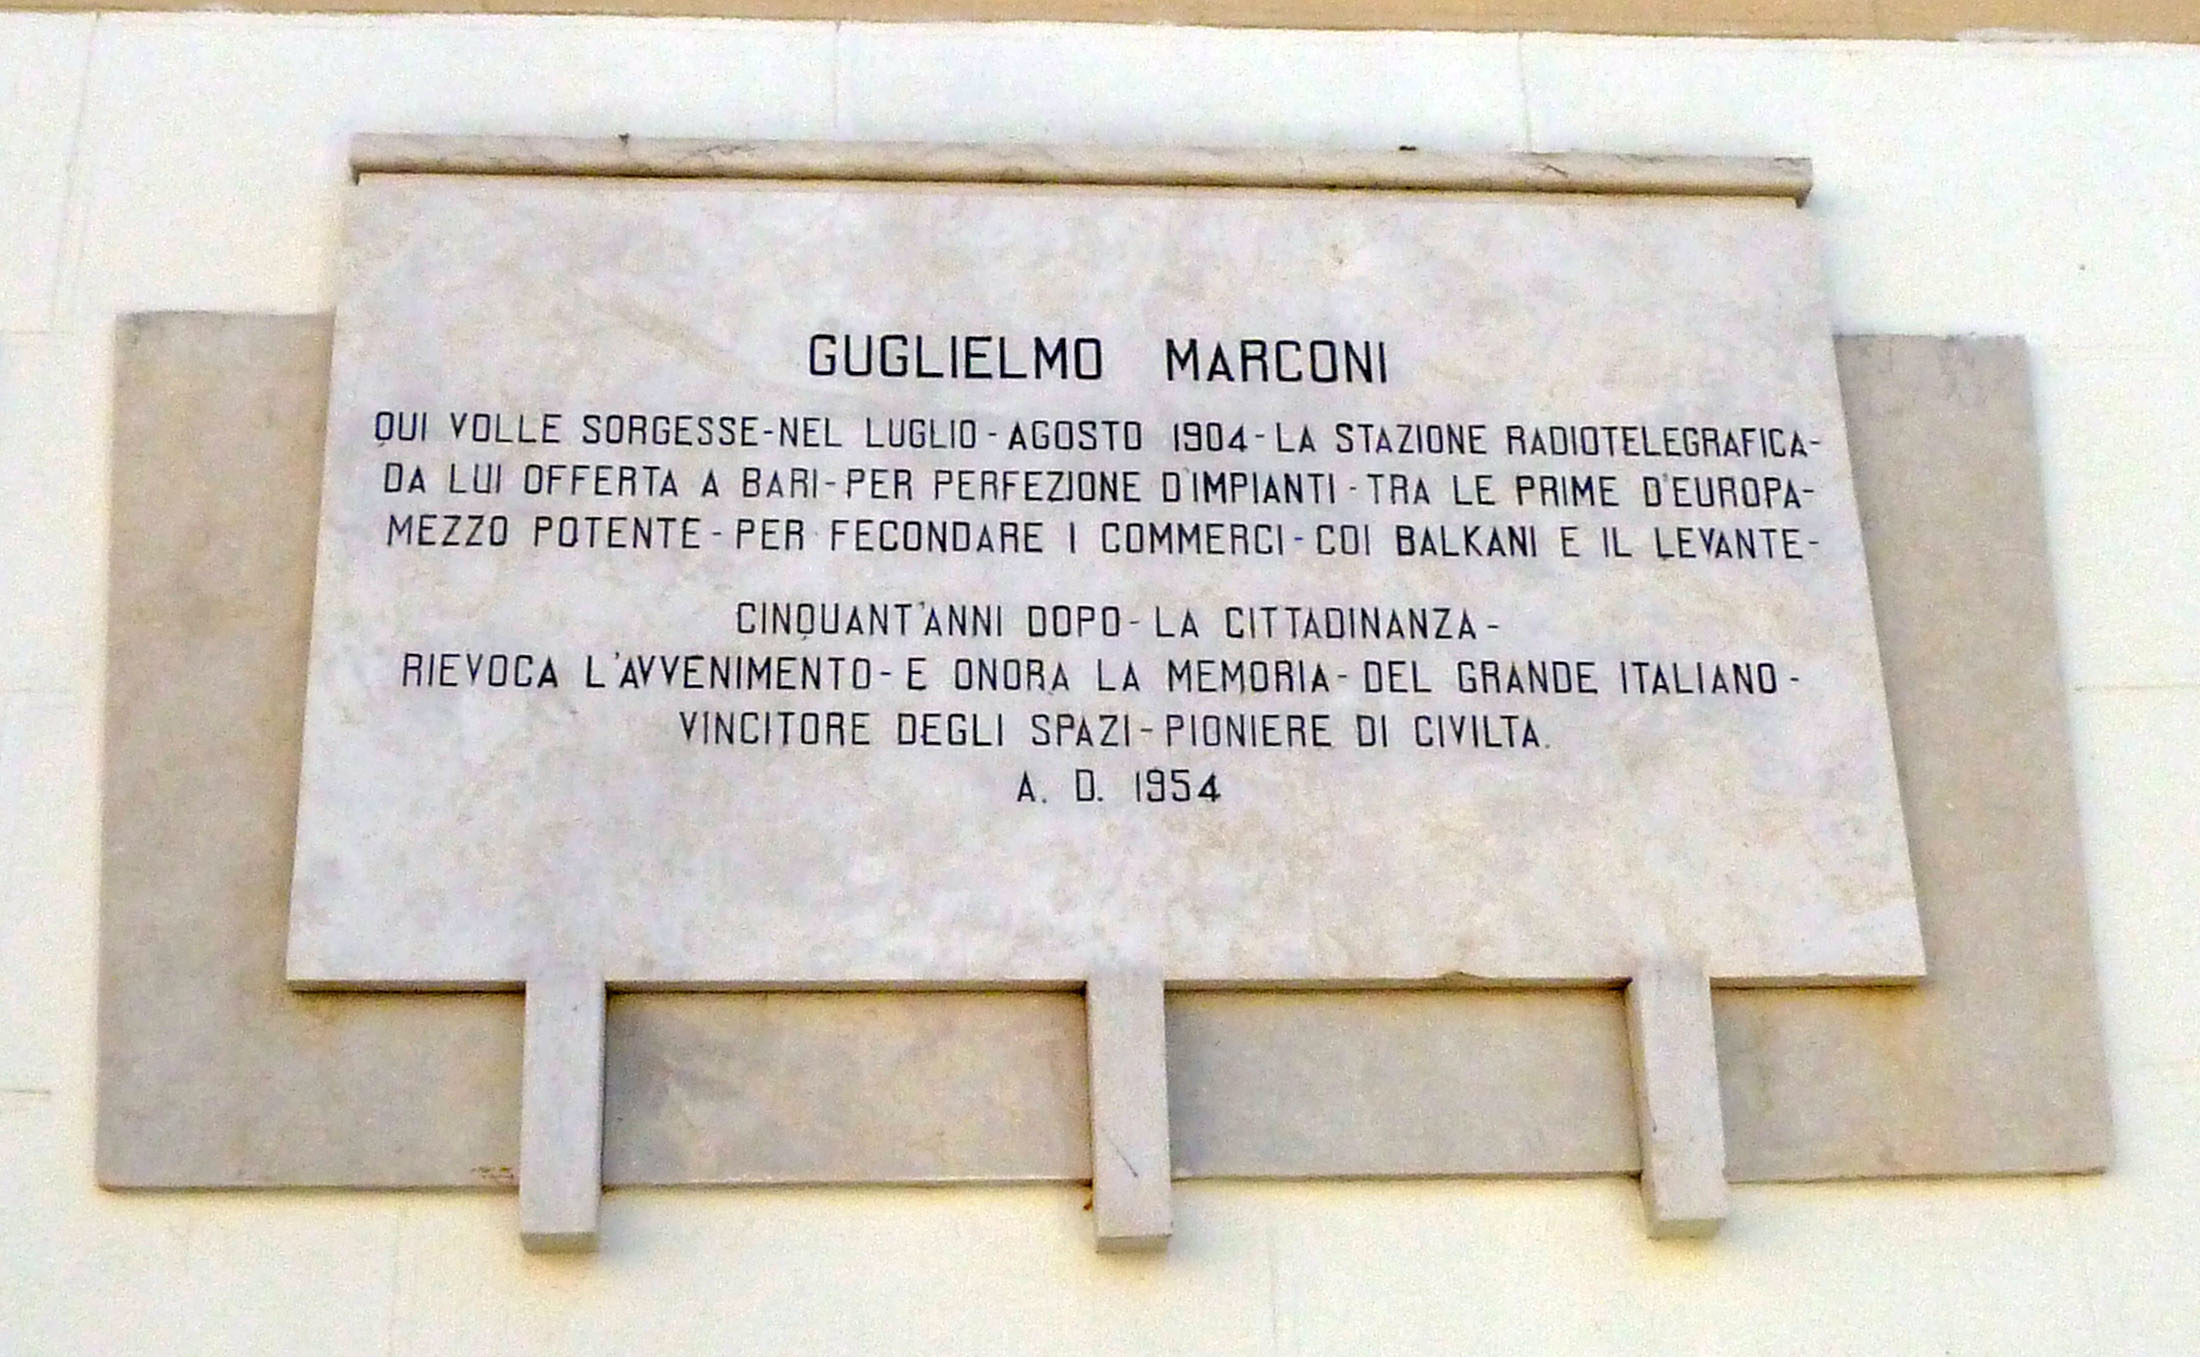 GUGLIELMO MARCONI
QUI VOLLE SORGESSE-NEL LUGLIO-AGOSTO 1904-LA STAZIONE RADIOTELEGRAFICA-
DA LUI OFFERTA A BARI-PER PERFEZIONE D'IMPIANTI-TRA LE PRIME D'EUROPA-
MEZZO POTENTE-PER FECONDARE I COMMERCI-COI BALKANI E IL LEVANTE-
CINQUANT'ANNI DOPO-LA CITTADINANZA-
RIEVOCA L'AVVENIMENTO-E ONORA LA MEMORIA-DEL GRANDE ITALIANO-
VINCITORE DEGLI SPAZI-PIONIERE DI CIVILTA.
A. D. 1954